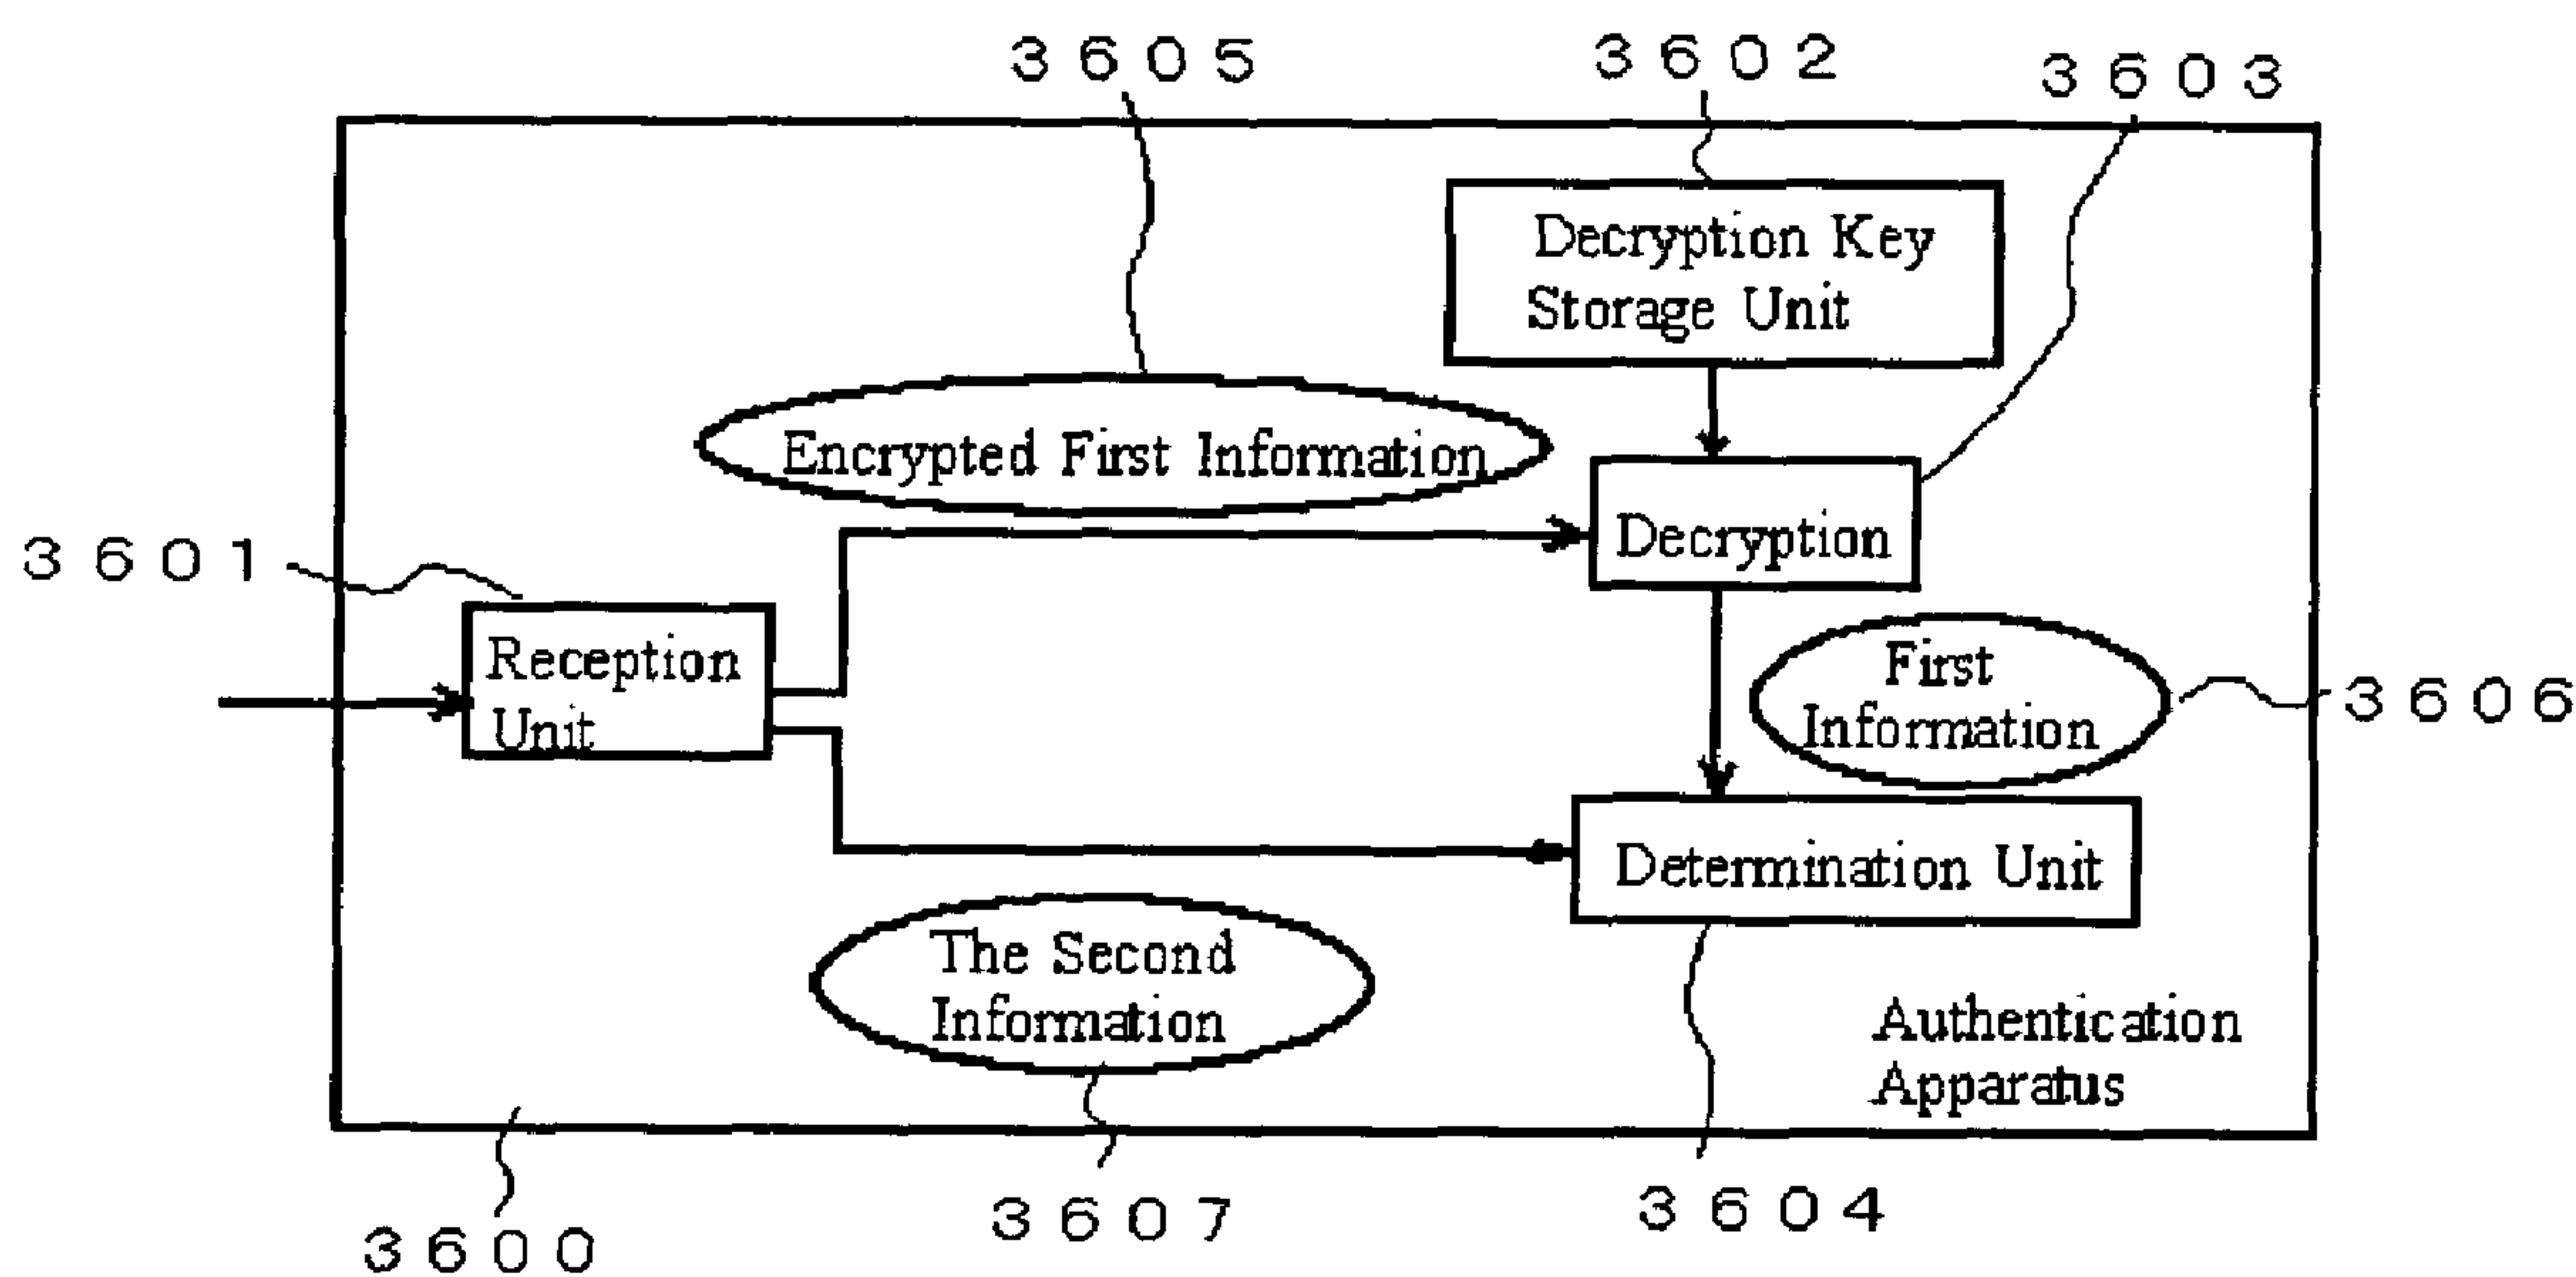 3605
3602
3603
Decryption Key
Storage Unit
Encrypted First Information
Decryption
3601
Reception
Unit
First
Information
3606
Determination Unit
The Second
Information
Authentication
Apparatus
3600
3607
3604